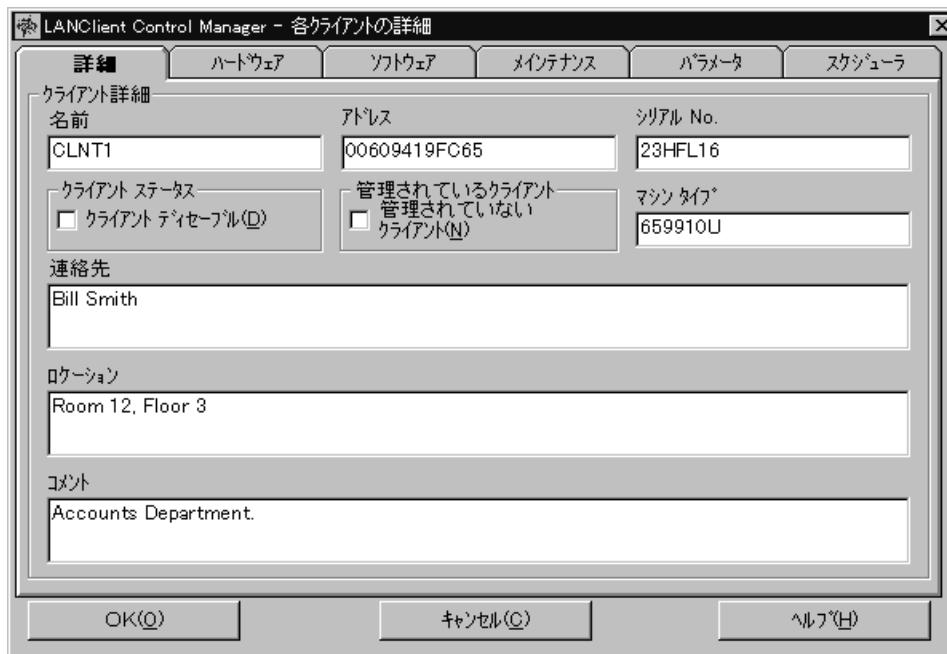 LANClient Control Manager - 各ｸﾗｲｱﾝﾄの詳細
詳細 ﾊｰﾄﾞｳｪｱ ｿﾌﾄｳｪｱ ﾒｲﾝﾃﾅﾝｽ ﾊﾟﾗﾒｰﾀ ｽｹｼﾞｭｰﾗ
ｸﾗｲｱﾝﾄ詳細
名前 ｱﾄﾞﾚｽ ｼﾘｱﾙ No.
CLNT1 00609419FC65 23HFL16
ｸﾗｲｱﾝﾄ ｽﾃｰﾀｽ 管理されているｸﾗｲｱﾝﾄ ﾏｼﾝ ﾀｲﾌﾟ
ｸﾗｲｱﾝﾄ ﾃﾞｨｾｰﾌﾞﾙ(D) 管理されていない
ｸﾗｲｱﾝﾄ(N) 659910U
連絡先
Bill Smith
ﾛｹｰｼｮﾝ
Room 12, Floor 3
ｺﾒﾝﾄ
Accounts Department.
OK(O) ｷｬﾝｾﾙ(C) ﾍﾙﾌﾟ(H)